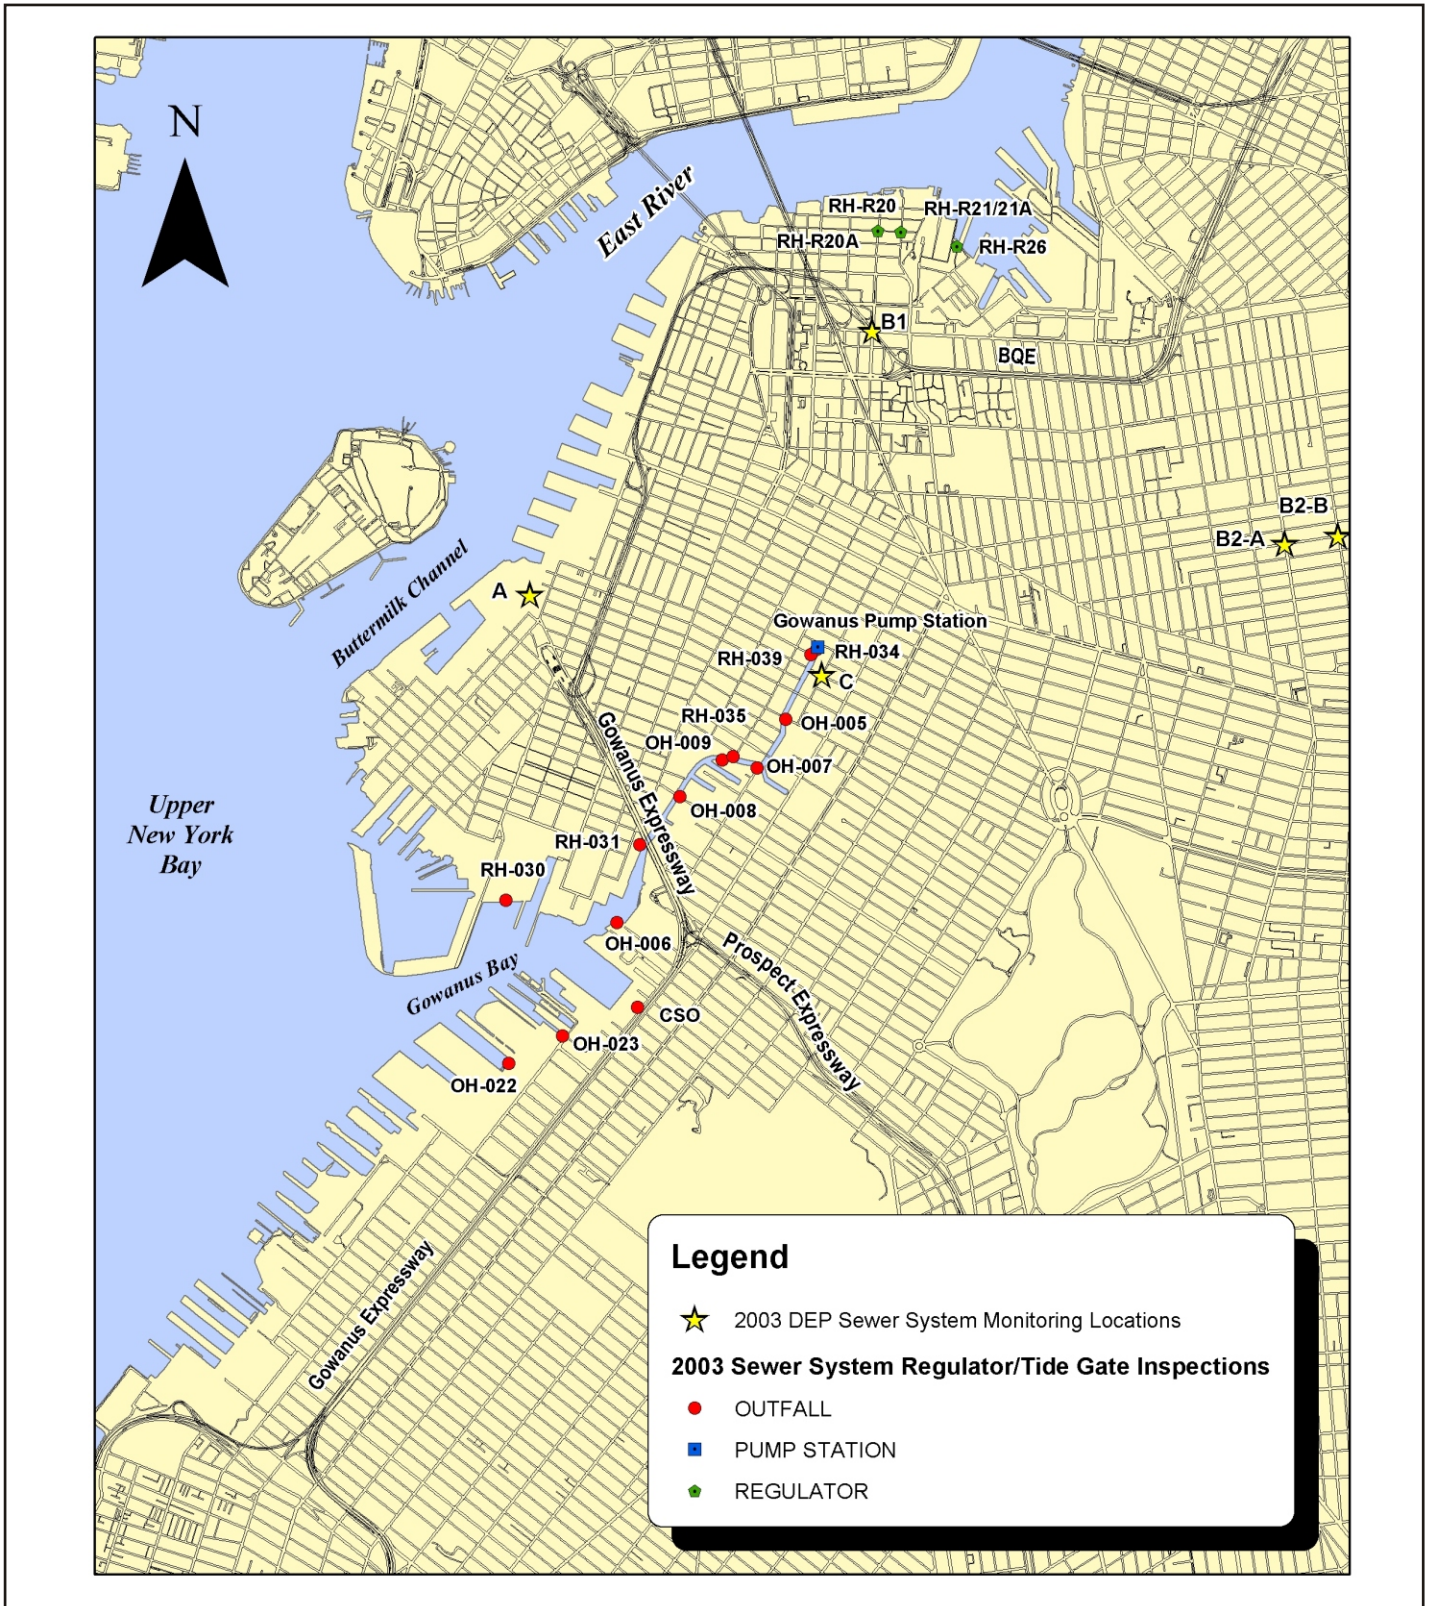 N
East River
RH-R20
RH-R21/21A
RH-R20A
RH-R26
B1
BQE
B2-B
B2-A
Buttermilk Channel
A
Gowanus Pump Station
RH-039
RH-034
C
RH-035
OH-005
OH-009
OH-007
Gowanus Expressway
OH-008
Upper
New York
Bay
RH-031
RH-030
OH-006
Prospect Expressway
Gowanus Bay
CSO
OH-023
OH-022
Gowanus Expressway
Legend
2003 DEP Sewer System Monitoring Locations
2003 Sewer System Regulator/Tide Gate Inspections
OUTFALL
PUMP STATION
REGULATOR